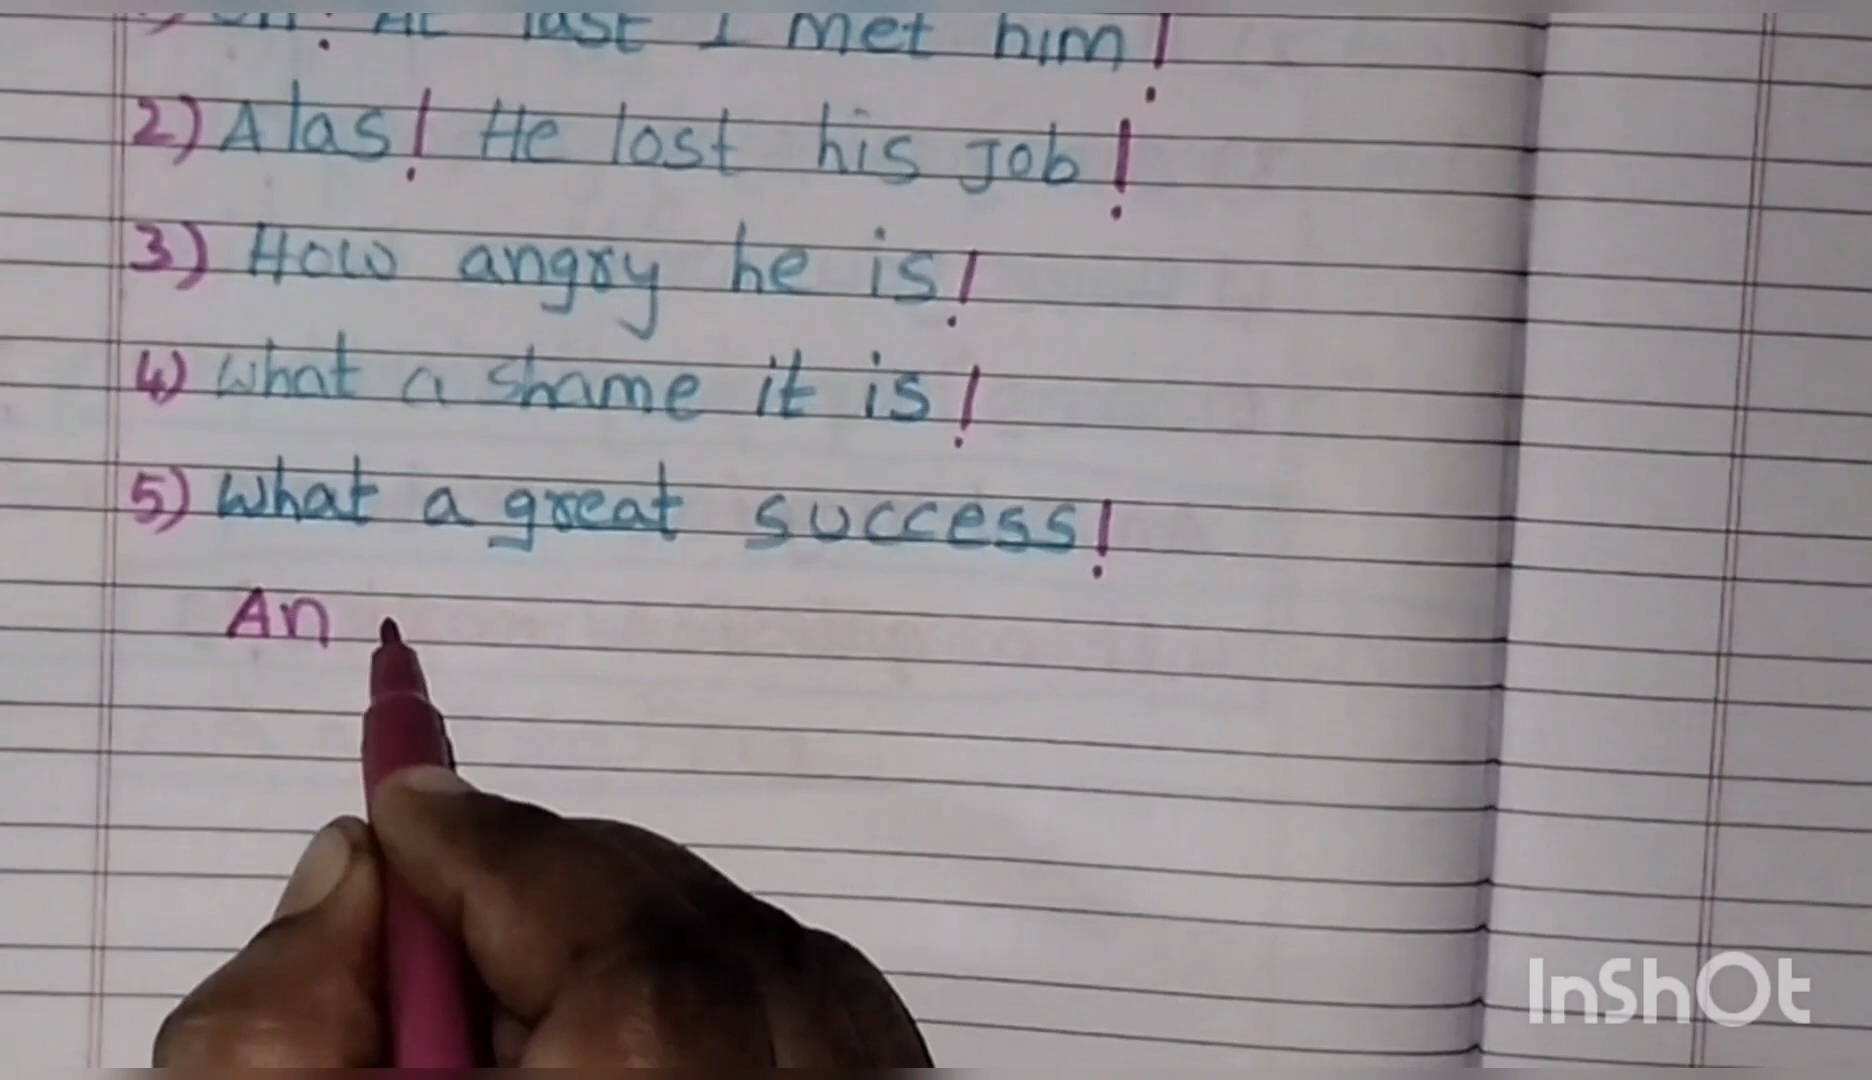 Oh! At last I met him!
2) Alas! He lost his Job!
3) How angry he is!
4) What a shame it is!
5) What a great success!
An
InShOt